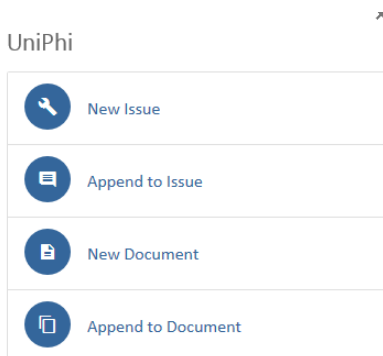 UniPhi
New Issue
Append to Issue
New Document
Append to Document